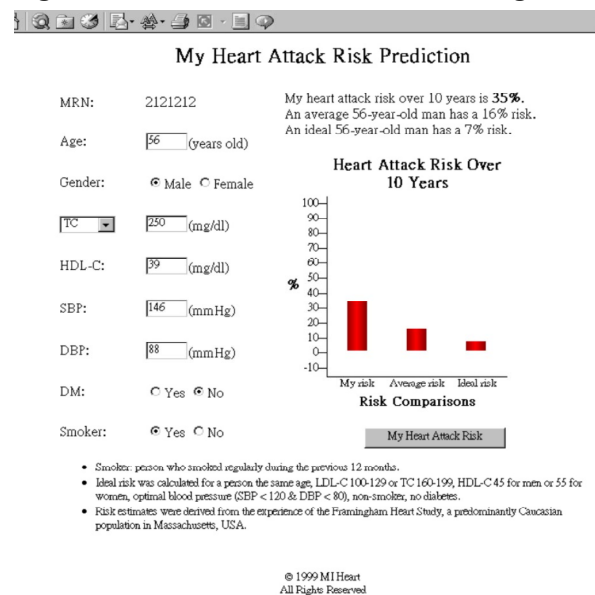 My Heart Attack Risk Prediction
MRN: 2121212
My heart attack risk over 10 years is 35%.
An average 56-year-old man has a 16% risk.
An ideal 56-year-old man has a 7% risk.
Age: 56 (years old)
Gender: Male Female
TC 250 (mg/dl)
HDL-C: 39 (mg/dl)
SBP: 146 (mmHg)
DBP: 88 (mmHg)
DM: Yes No
Smoker: Yes No
Heart Attack Risk Over
10 Years
100
90
80
70
60
50
%
40
30
20
10
0
-10
My risk Average risk Ideal risk
Risk Comparisons
My Heart Attack Risk
• Smoker: person who smoked regularly during the previous 12 months.
• Ideal risk was calculated for a person the same age, LDL-C 100-129 or TC 160-199, HDL-C 45 for men or 55 for
women, optimal blood pressure (SBP < 120 & DBP < 80), non-smoker, no diabetes.
• Risk estimates were derived from the experience of the Framingham Heart Study, a predominantly Caucasian
population in Massachusetts, USA.
© 1999 MI Heart
All Rights Reserved